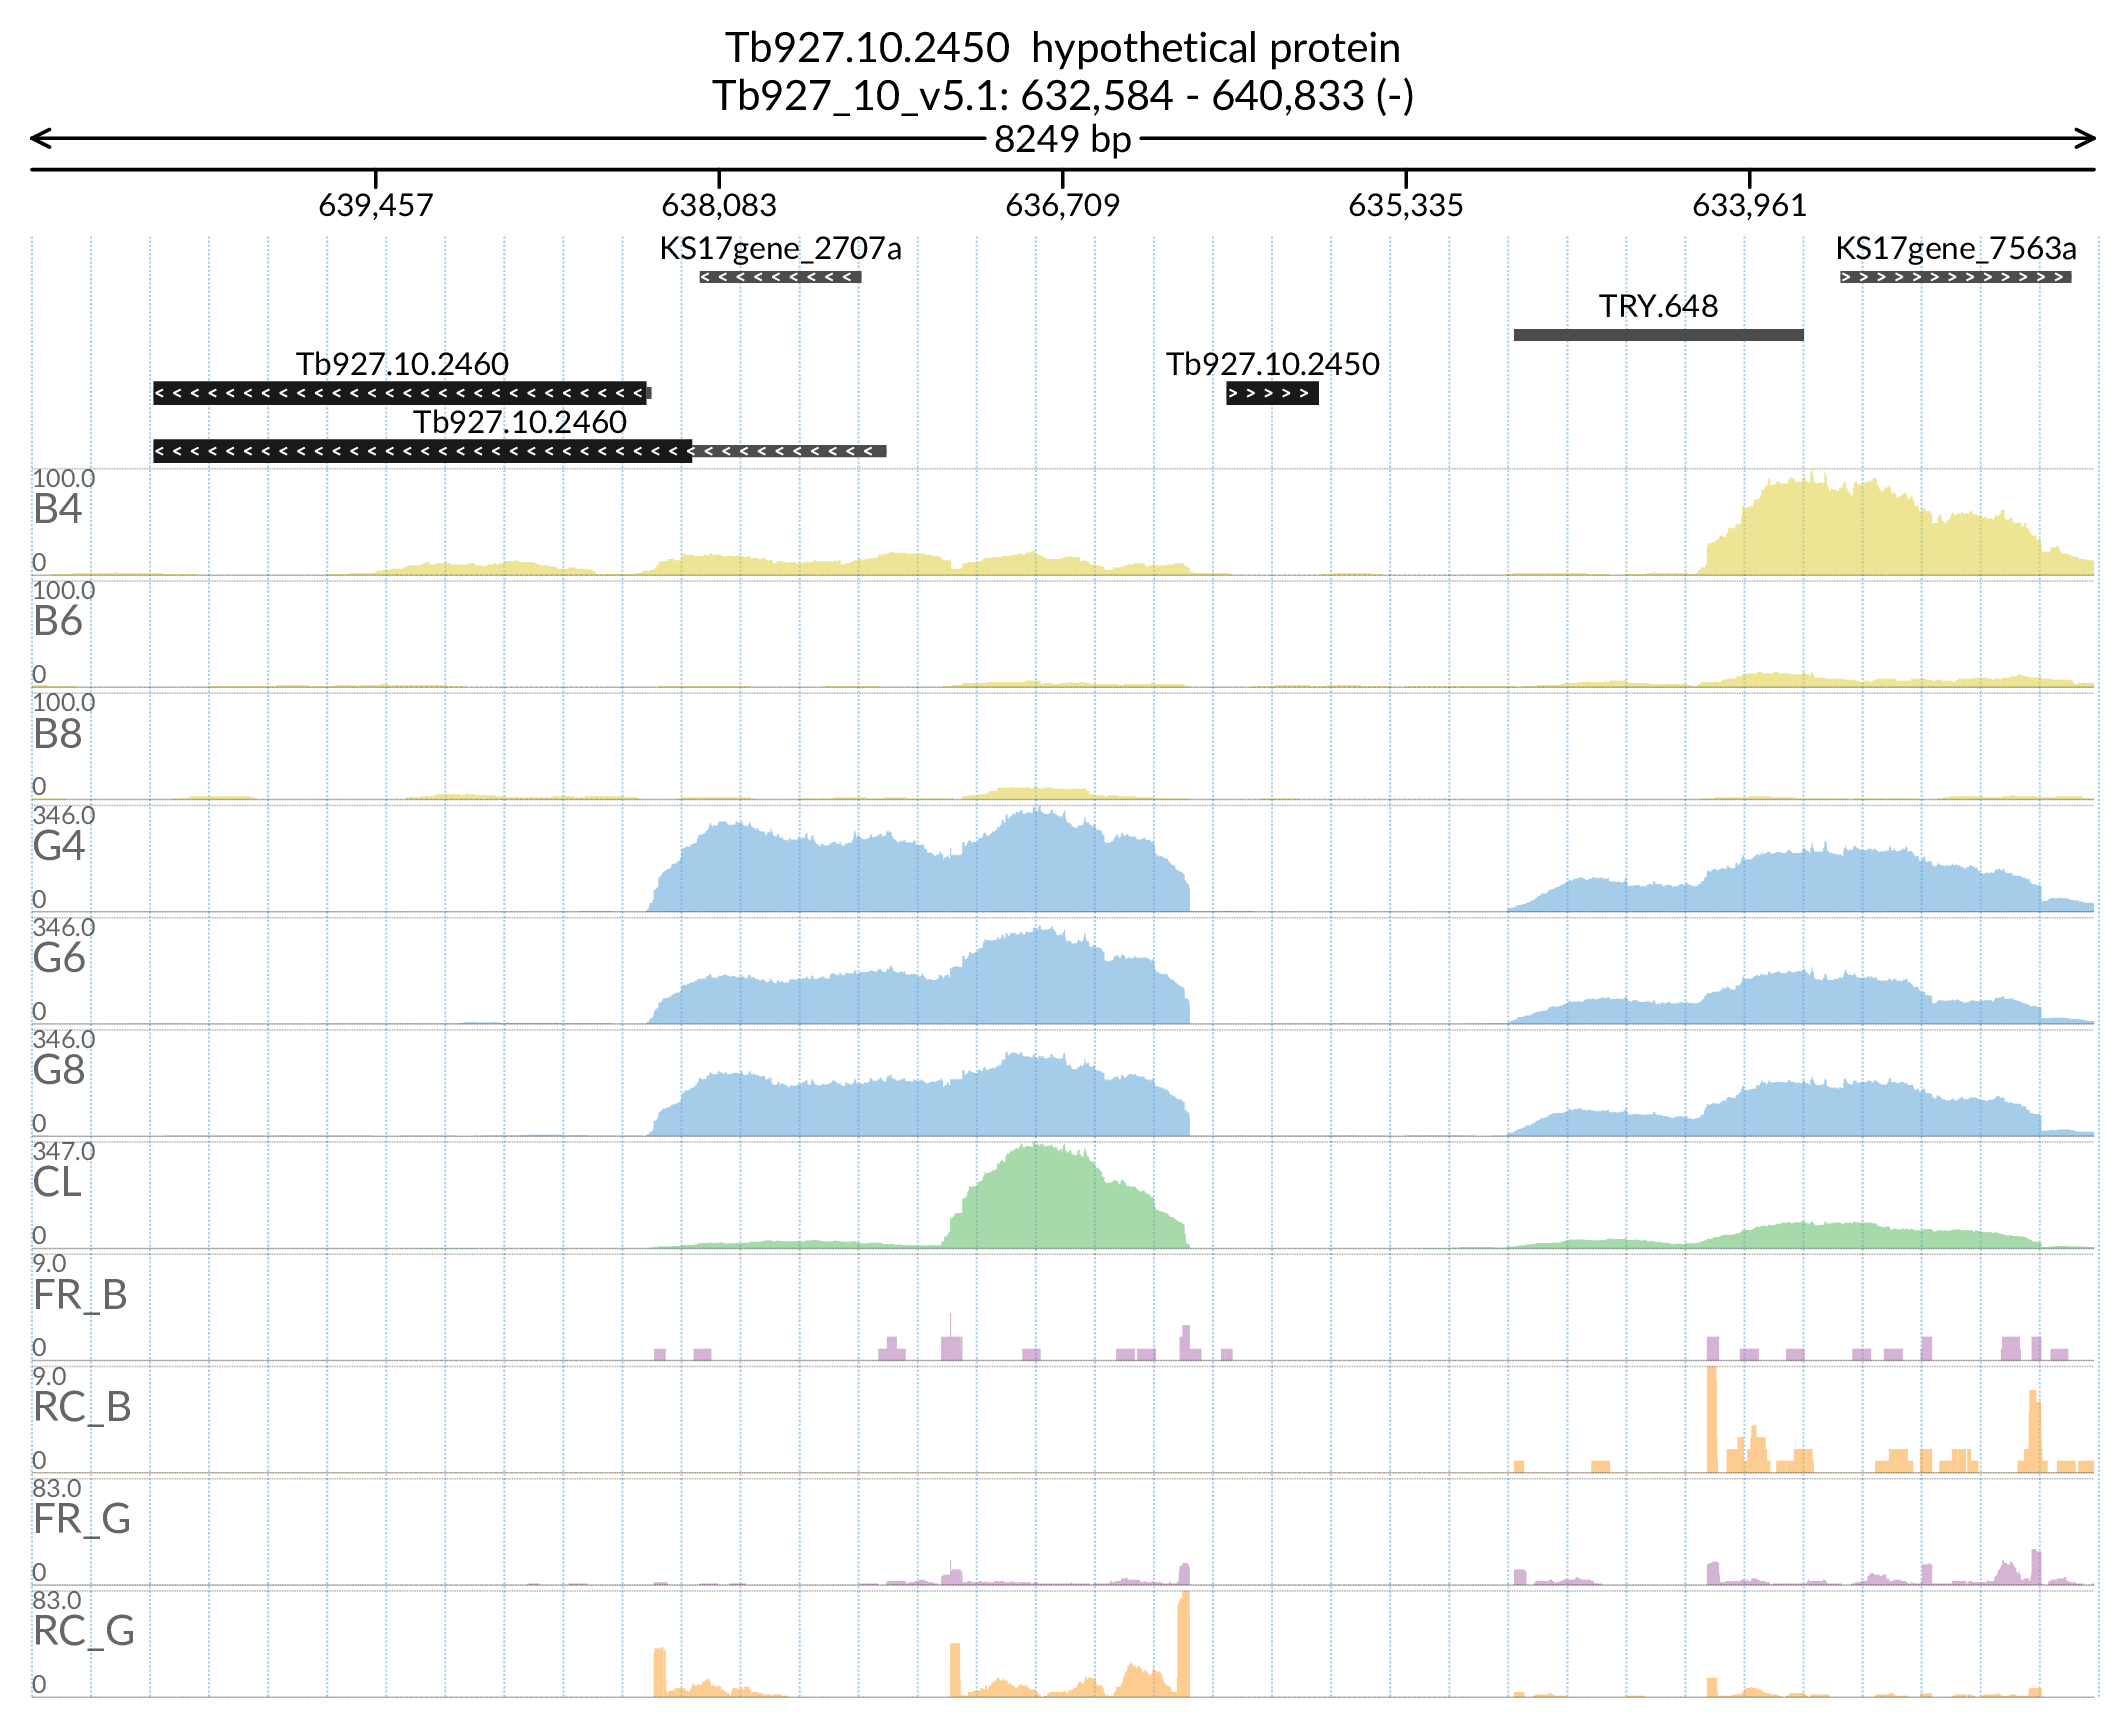 Tb927.10.2450  hypothetical protein
Tb927_10_v5.1: 632,584 - 640,833 (-)
8249 bp
639,457 638,083 636,709 635,335 633,961
KS17gene_2707a KS17gene_7563a
TRY.648
Tb927.10.2460 Tb927.10.2450
Tb927.10.2460
100.0
B4
0
100.0
B6
0
100.0
B8
0
346.0
G4
0
346.0
G6
0
346.0
G8
0
347.0
CL
0
9.0
FR_B
0
9.0
RC_B
0
83.0
FR_G
0
83.0
RC_G
0